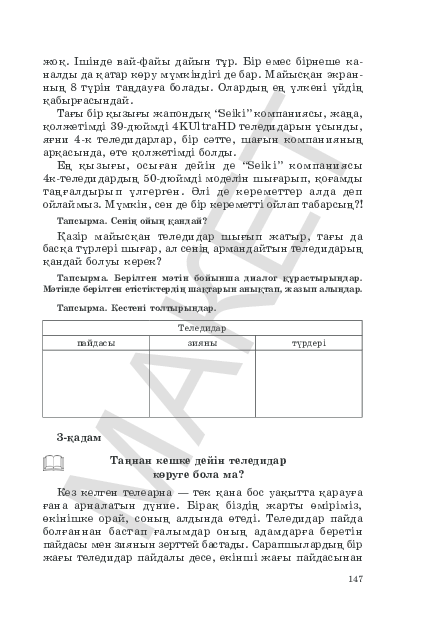 жоқ. Ішінде вай-файы дайын тұр. Бір емес бірнеше ка-
налды да қатар көру мүмкіндігі де бар. Майысқан экран-
ның 8 түрін таңдауға болады. Олардың ең үлкені үйдің
қабырғасындай.
Тағы бір қызығы жапондық “Seiki” компаниясы, жаңа,
қолжетімді 39-дюймді 4KUltraHD теледидарын ұсынды,
яғни 4-к теледидарлар, бір сәтте, шағын компанияның
арқасында, өте қолжетімді болды.
Ең қызығы, осыған дейін де “Seiki” компаниясы
4к-теледидардың 50-дюймді моделін шығарып, қоғамды
таңғалдырып үлгерген. Әлі де кереметтер алда деп
ойлаймыз. Мүмкін, сен де бір кереметті ойлап табарсың?!
Тапсырма. Сенің ойың қандай?
Қазір майысқан теледидар шығып жатыр, тағы да
басқа түрлері шығар, ал сенің армандайтын теледидарың
қандай болуы керек?
Тапсырма. Берілген мәтін бойынша диалог құрастырыңдар.
Мәтінде берілген етістіктердің шақтарын анықтап, жазып алыңдар.
Тапсырма. Кестені толтырыңдар.
Теледидар
пайдасы зияны түрдері
3-қадам
Таңнан кешке дейін теледидар
көруге бола ма?
Кез келген телеарна — тек қана бос уақытта қарауға
ғана арналатын дүние. Бірақ біздің жарты өміріміз,
өкінішке орай, соның алдында өтеді. Теледидар пайда
болғаннан бастап ғалымдар оның адамдарға беретін
пайдасы мен зиянын зерттей бастады. Сарапшылардың бір
жағы теледидар пайдалы десе, екінші жағы пайдасынан
147
МАКЕТ